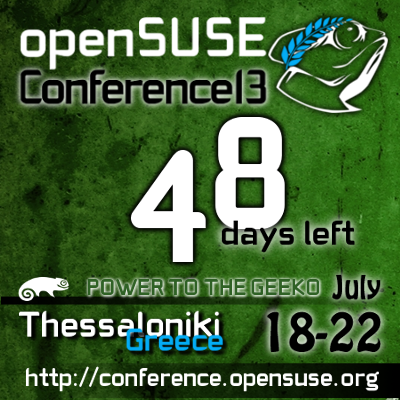 openSUSE
Conference13
48
days left
POWER TO THE GEEKO July
Thessaloniki 18-22
Greece
http://conference.opensuse.org